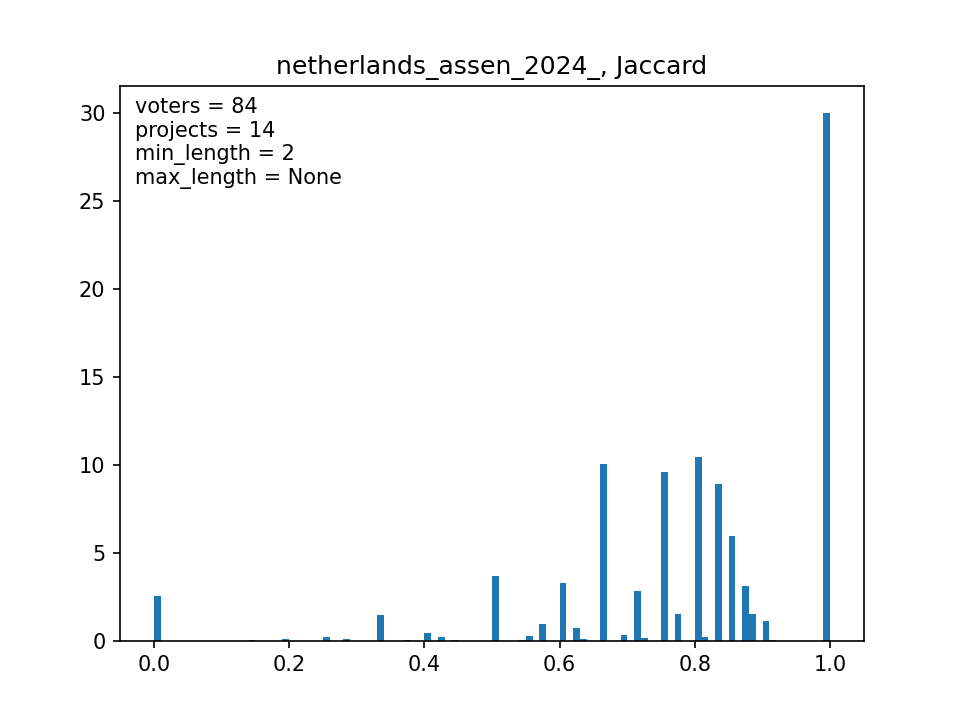 netherlands_assen_2024_, Jaccard
voters = 84
projects = 14
min_length = 2
max_length = None
30
25
20
15
10
5
0
0.0 0.2 0.4 0.6 0.8 1.0